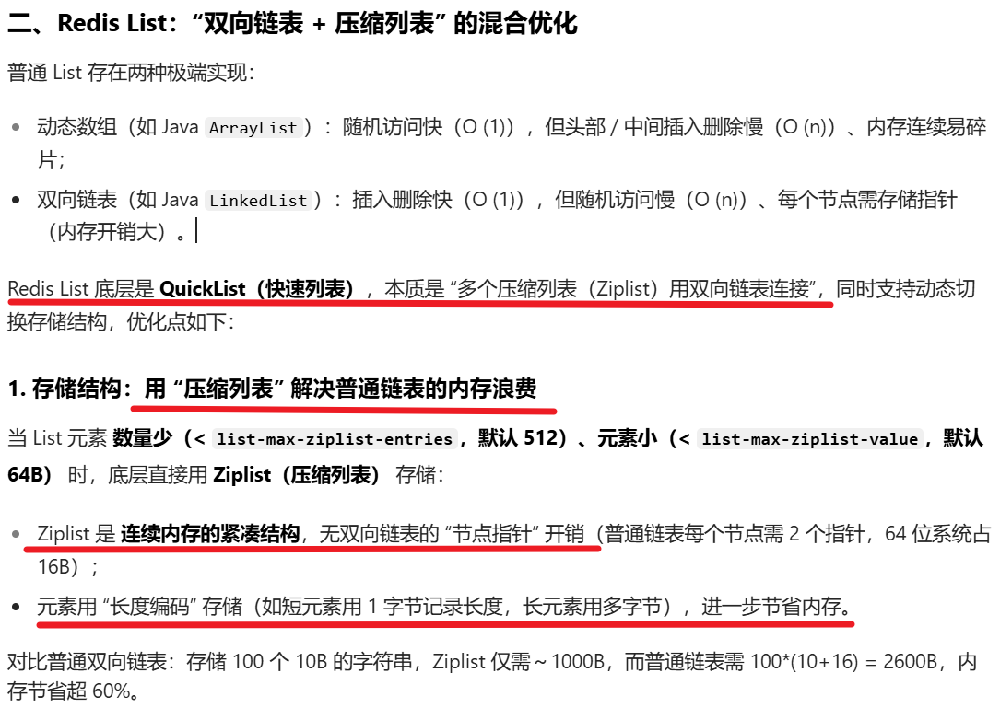 二、Redis List：“双向链表 + 压缩列表” 的混合优化
普通 List 存在两种极端实现：
动态数组（如 Java ArrayList）：随机访问快（O (1)），但头部 / 中间插入删除慢（O (n)）、内存连续易碎
片；
双向链表（如 Java LinkedList）：插入删除快（O (1)），但随机访问慢（O (n)）、每个节点需存储指针
（内存开销大）。
Redis List 底层是 QuickList（快速列表），本质是 “多个压缩列表（Ziplist）用双向链表连接”，同时支持动态切
换存储结构，优化点如下：
1. 存储结构：用 “压缩列表” 解决普通链表的内存浪费
当 List 元素 数量少（< list-max-ziplist-entries，默认 512）、元素小（< list-max-ziplist-value，默认
64B） 时，底层直接用 Ziplist（压缩列表） 存储：
Ziplist 是 连续内存的紧凑结构，无双向链表的 “节点指针” 开销（普通链表每个节点需 2 个指针，64 位系统占
16B）；
元素用 “长度编码” 存储（如短元素用 1 字节记录长度，长元素用多字节），进一步节省内存。
对比普通双向链表：存储 100 个 10B 的字符串，Ziplist 仅需～1000B，而普通链表需 100*(10+16) = 2600B，内
存节省超 60%。